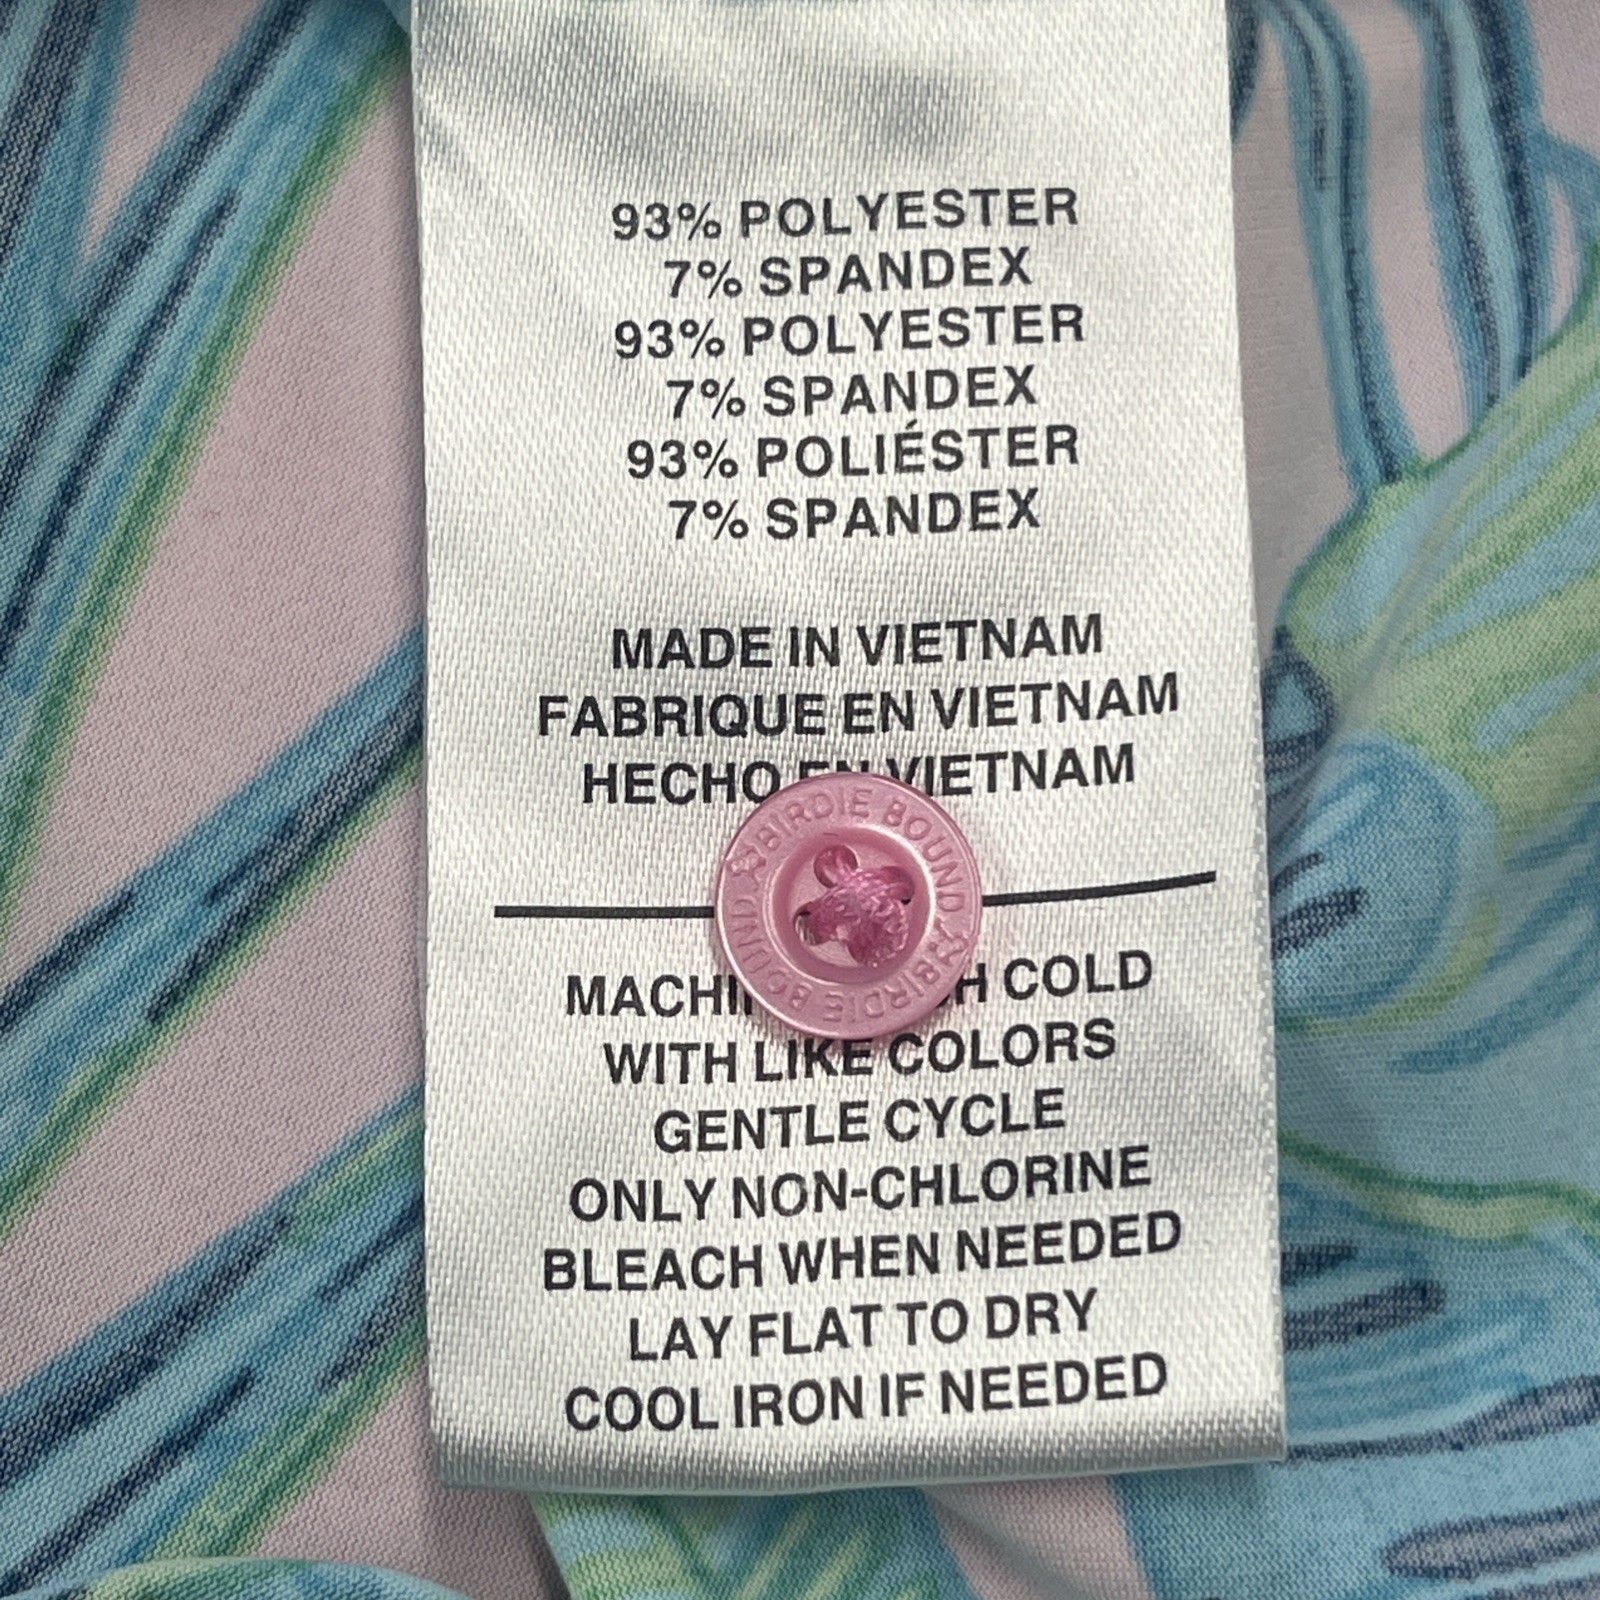 93% POLYESTER
7% SPANDEX
93% POLYESTER
7% SPANDEX
93% POLIÉSTER
7% SPANDEX
MADE IN VIETNAM
FABRIQUE EN VIETNAM
HECHO EN VIETNAM
BIRDIE BOUND
BIRDIE BOUND
COLD
WITH LIKE COLORS
GENTLE CYCLE
ONLY NON-CHLORINE
BLEACH WHEN NEEDED
LAY FLAT TO DRY
COOL IRON IF NEEDED